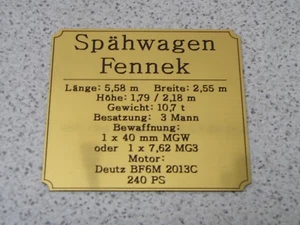 Spähwagen
Fennek
Länge: 5,58 m Breite: 2,55 m
Höhe: 1,79 / 2,18 m
Gewicht: 10,7 t
Besatzung: 3 Mann
Bewaffnung:
1 x 40 mm MGW
oder 1 x 7,62 MG3
Motor:
Deutz BF6M 2013C
240 PS